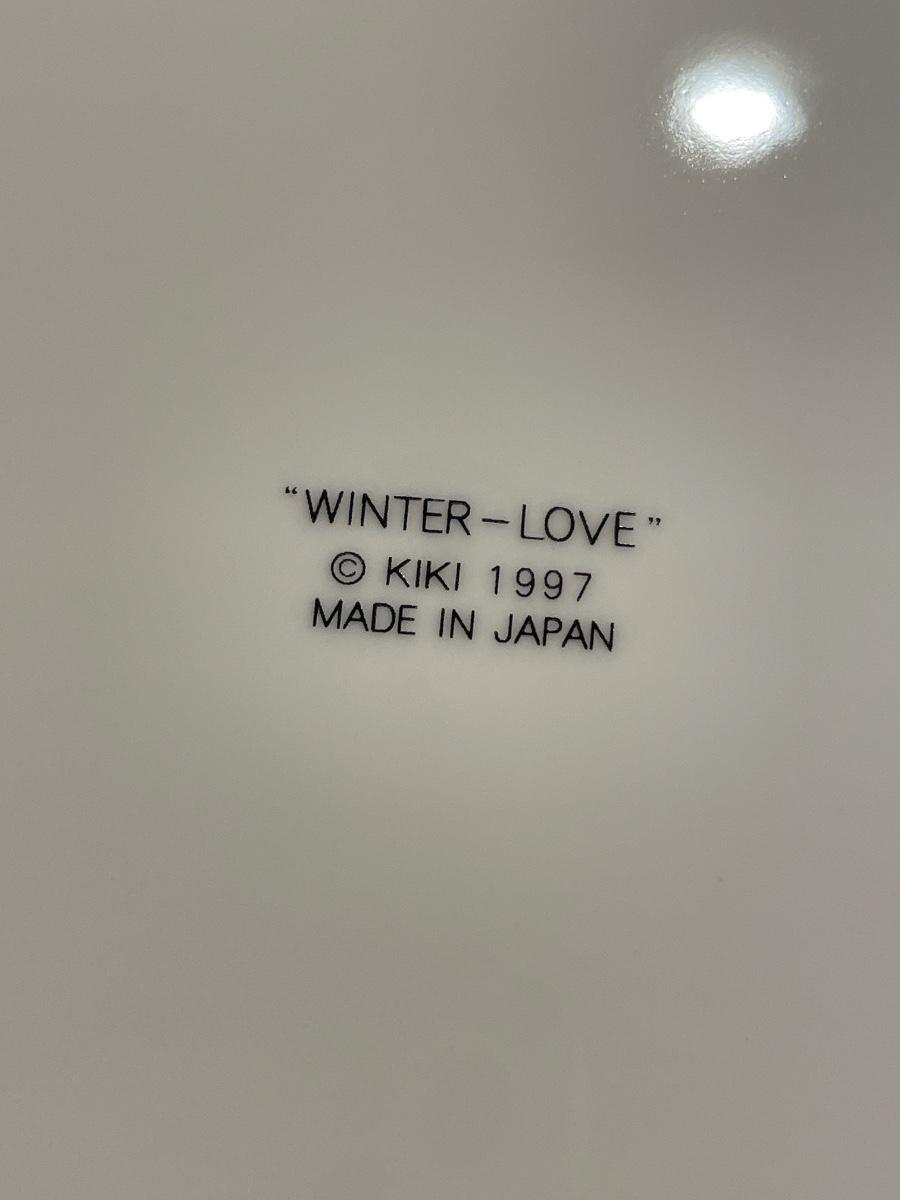 “WINTER–LOVE”
© KIKI 1997
MADE IN JAPAN